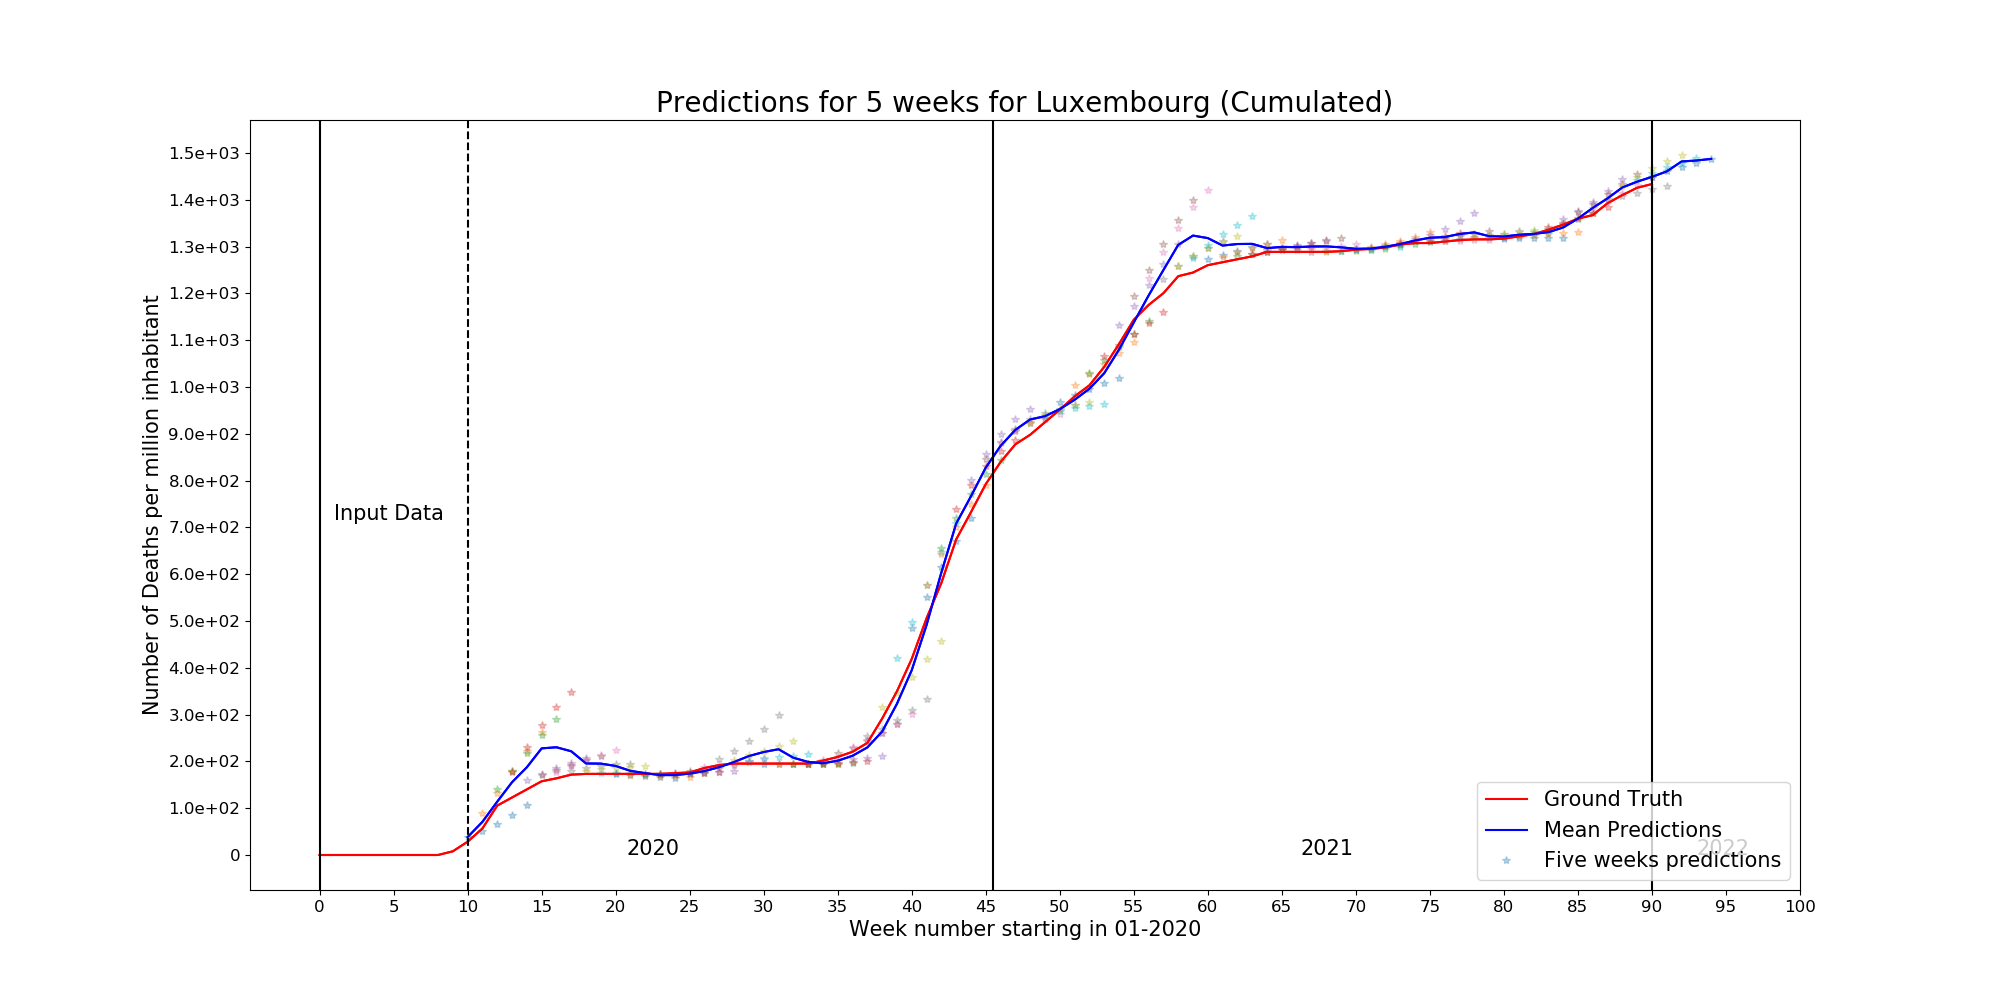 Predictions for 5 weeks for Luxembourg (Cumulated)
Number of Deaths per million inhabitant
1.5e+03
1.4e+03
1.3e+03
1.2e+03
1.1e+03
1.0e+03
9.0e+02
8.0e+02
7.0e+02
6.0e+02
5.0e+02
4.0e+02
3.0e+02
2.0e+02
1.0e+02
0
Input Data
2020
2021
2022
Ground Truth
Mean Predictions
Five weeks predictions
0 5 10 15 20 25 30 35 40 45 50 55 60 65 70 75 80 85 90 95 100
Week number starting in 01-2020